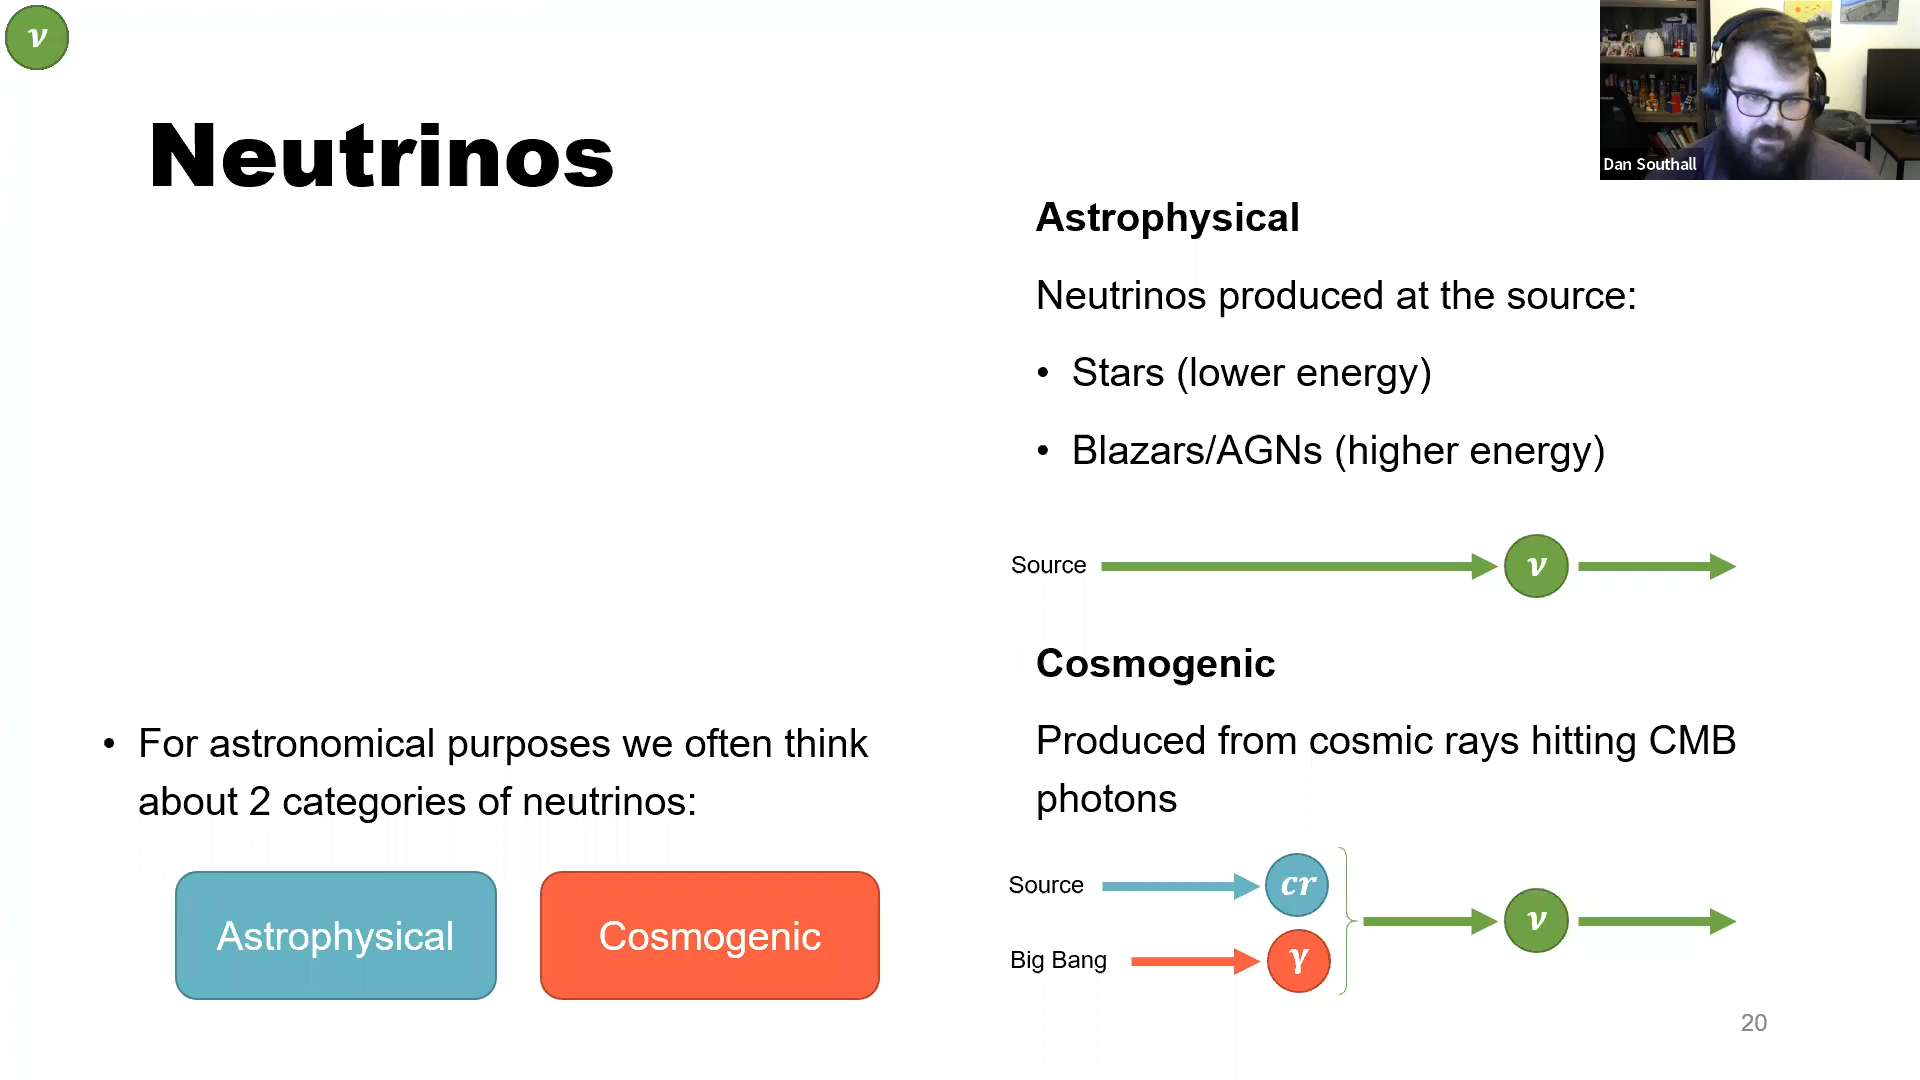 ν
Dan Southall
Neutrinos
• For astronomical purposes we often think
about 2 categories of neutrinos:
Astrophysical
Cosmogenic
Astrophysical
Neutrinos produced at the source:
• Stars (lower energy)
• Blazars/AGNs (higher energy)
Source
ν
Cosmogenic
Produced from cosmic rays hitting CMB
photons
Source
cr
Big Bang
γ
ν
20